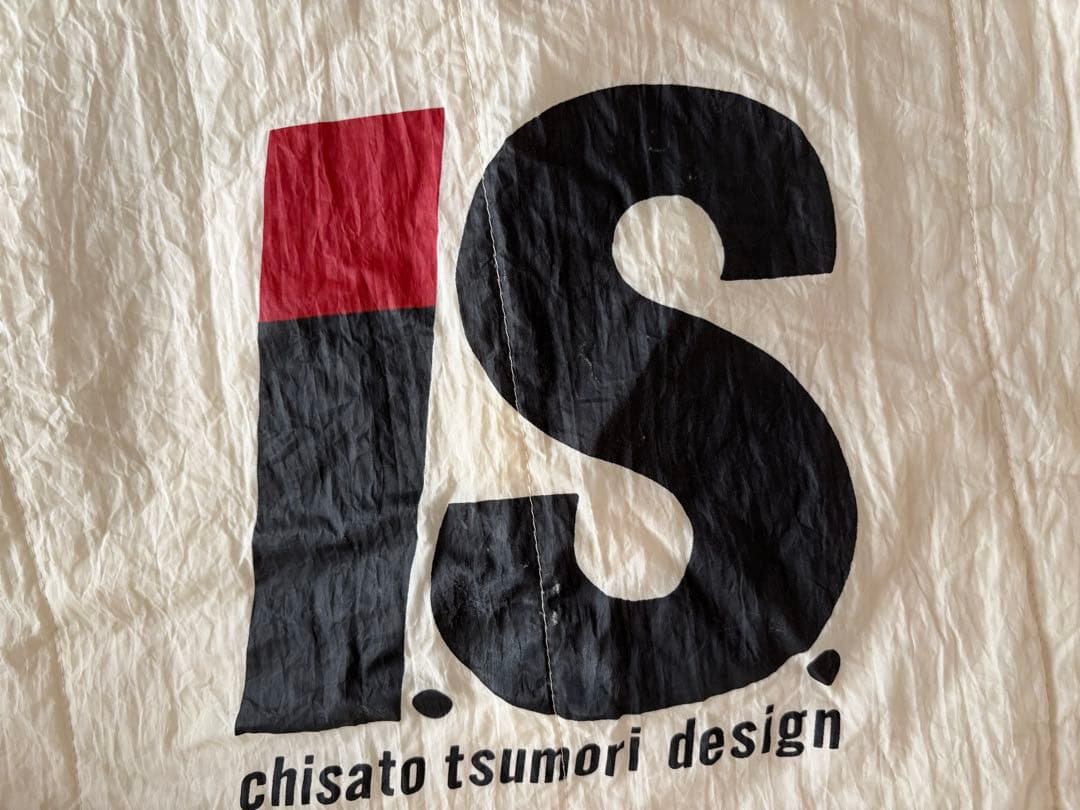 I.S.
chisato tsumori design